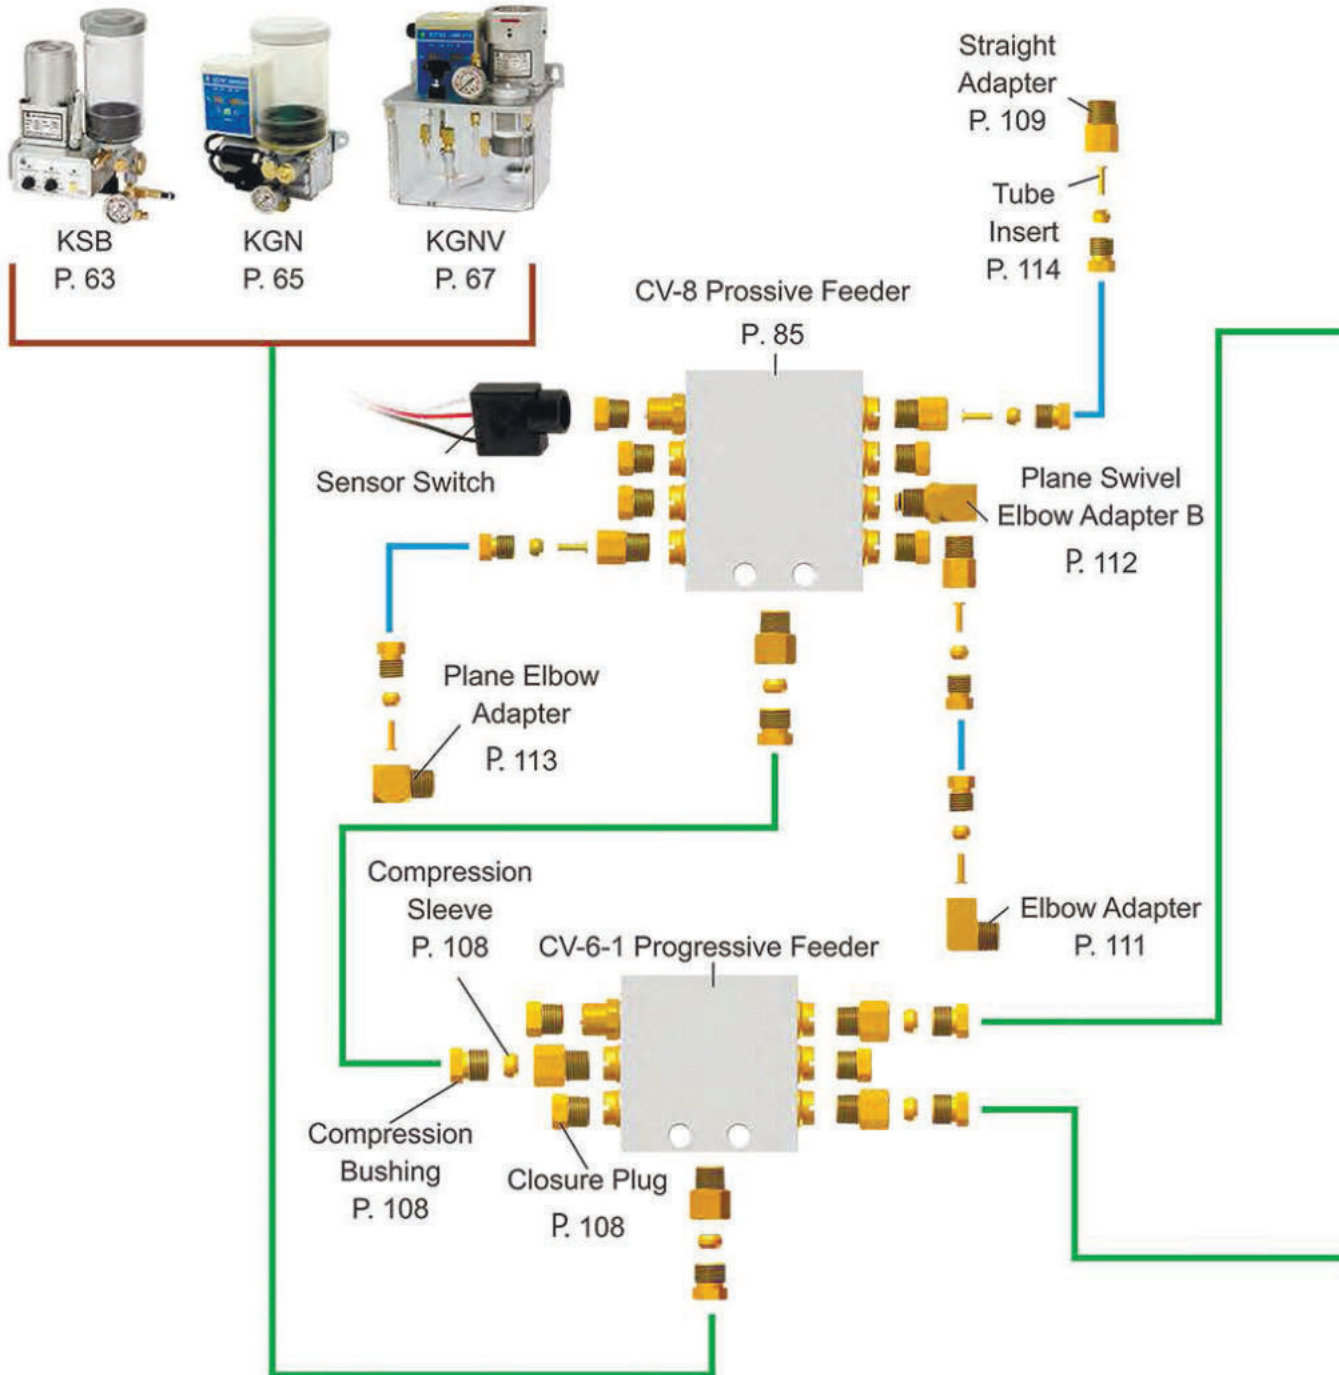 KSB
P. 63
KGN
P. 65
KGNV
P. 67
Straight
Adapter
P. 109
Tube
Insert
P. 114
CV-8 Prossive Feeder
P. 85
Sensor Switch
Plane Swivel
Elbow Adapter B
P. 112
Plane Elbow
Adapter
P. 113
Compression
Sleeve
P. 108
CV-6-1 Progressive Feeder
Elbow Adapter
P. 111
Compression
Bushing
P. 108
Closure Plug
P. 108